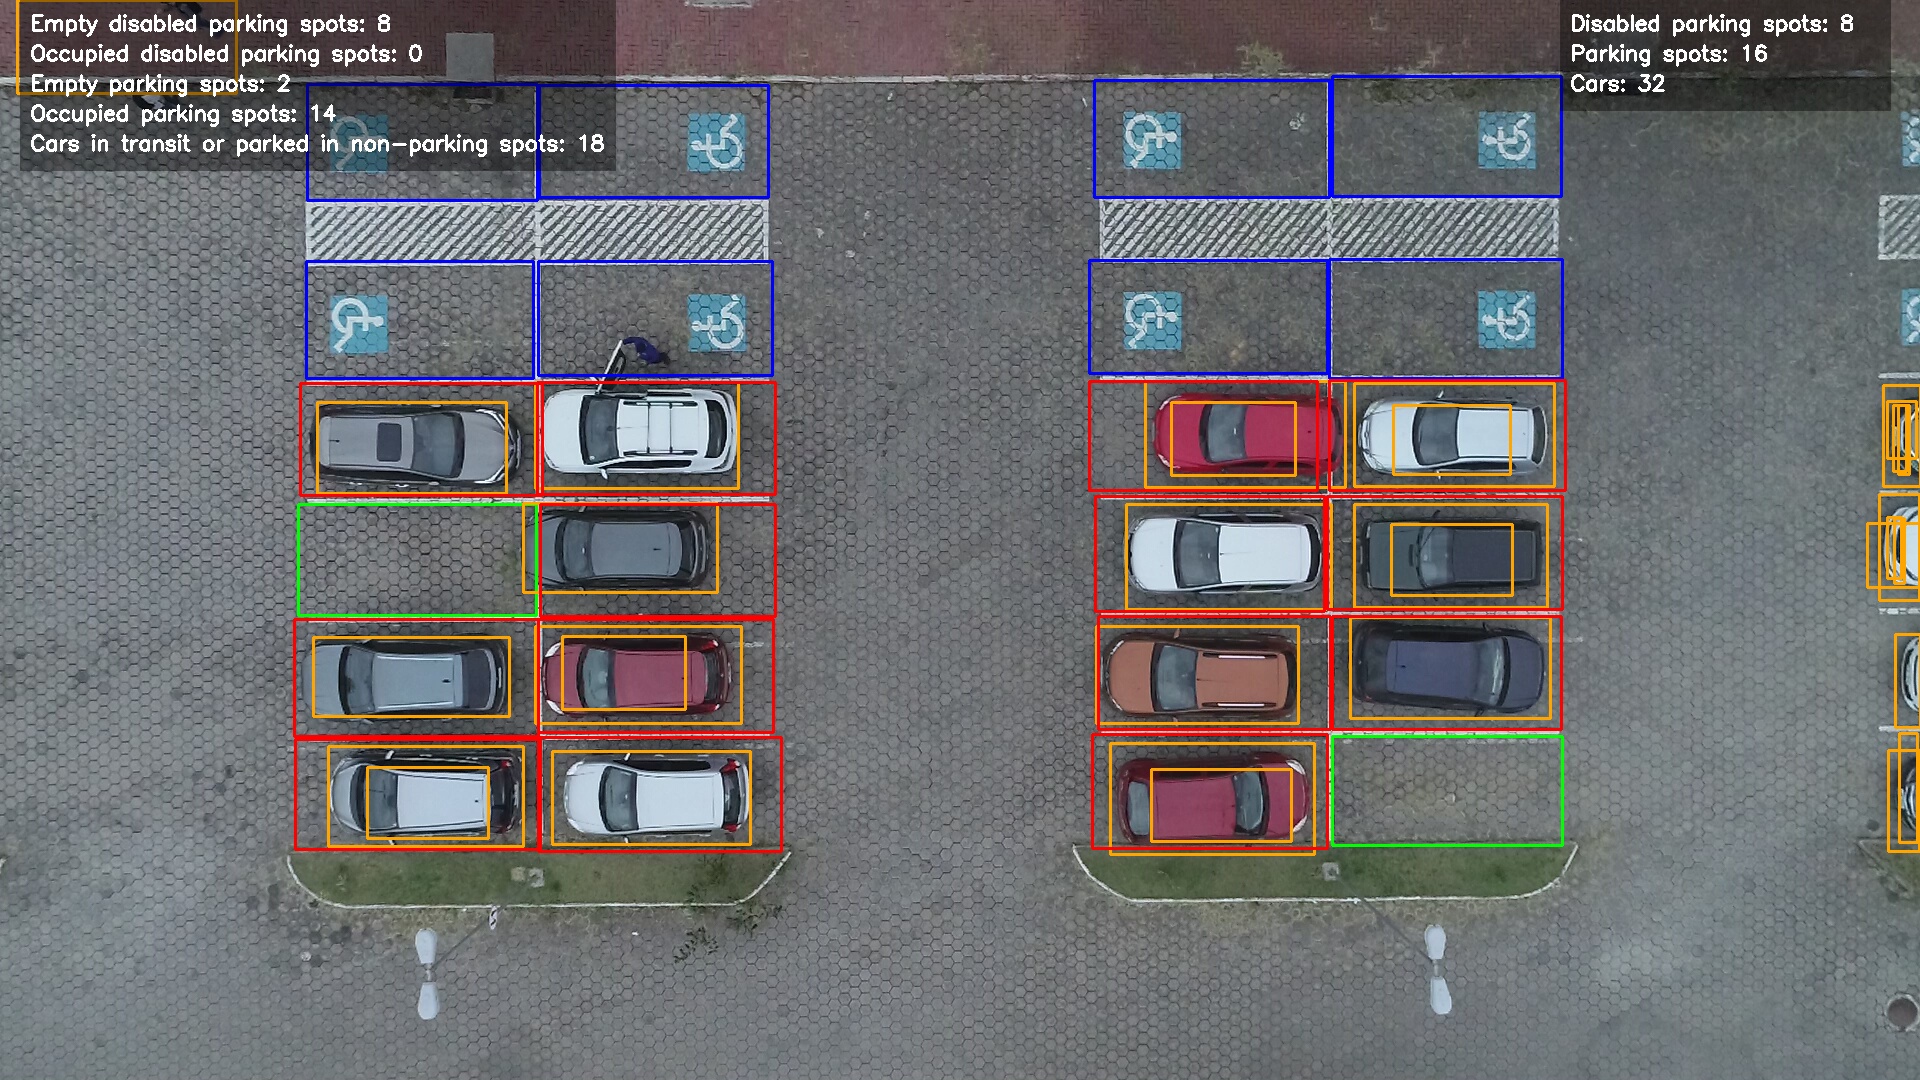 Empty disabled parking spots: 8
Occupied disabled parking spots: 0
Empty parking spots: 2
Occupied parking spots: 14
Cars in transit or parked in non-parking spots: 18
Disabled parking spots: 8
Parking spots: 16
Cars: 32